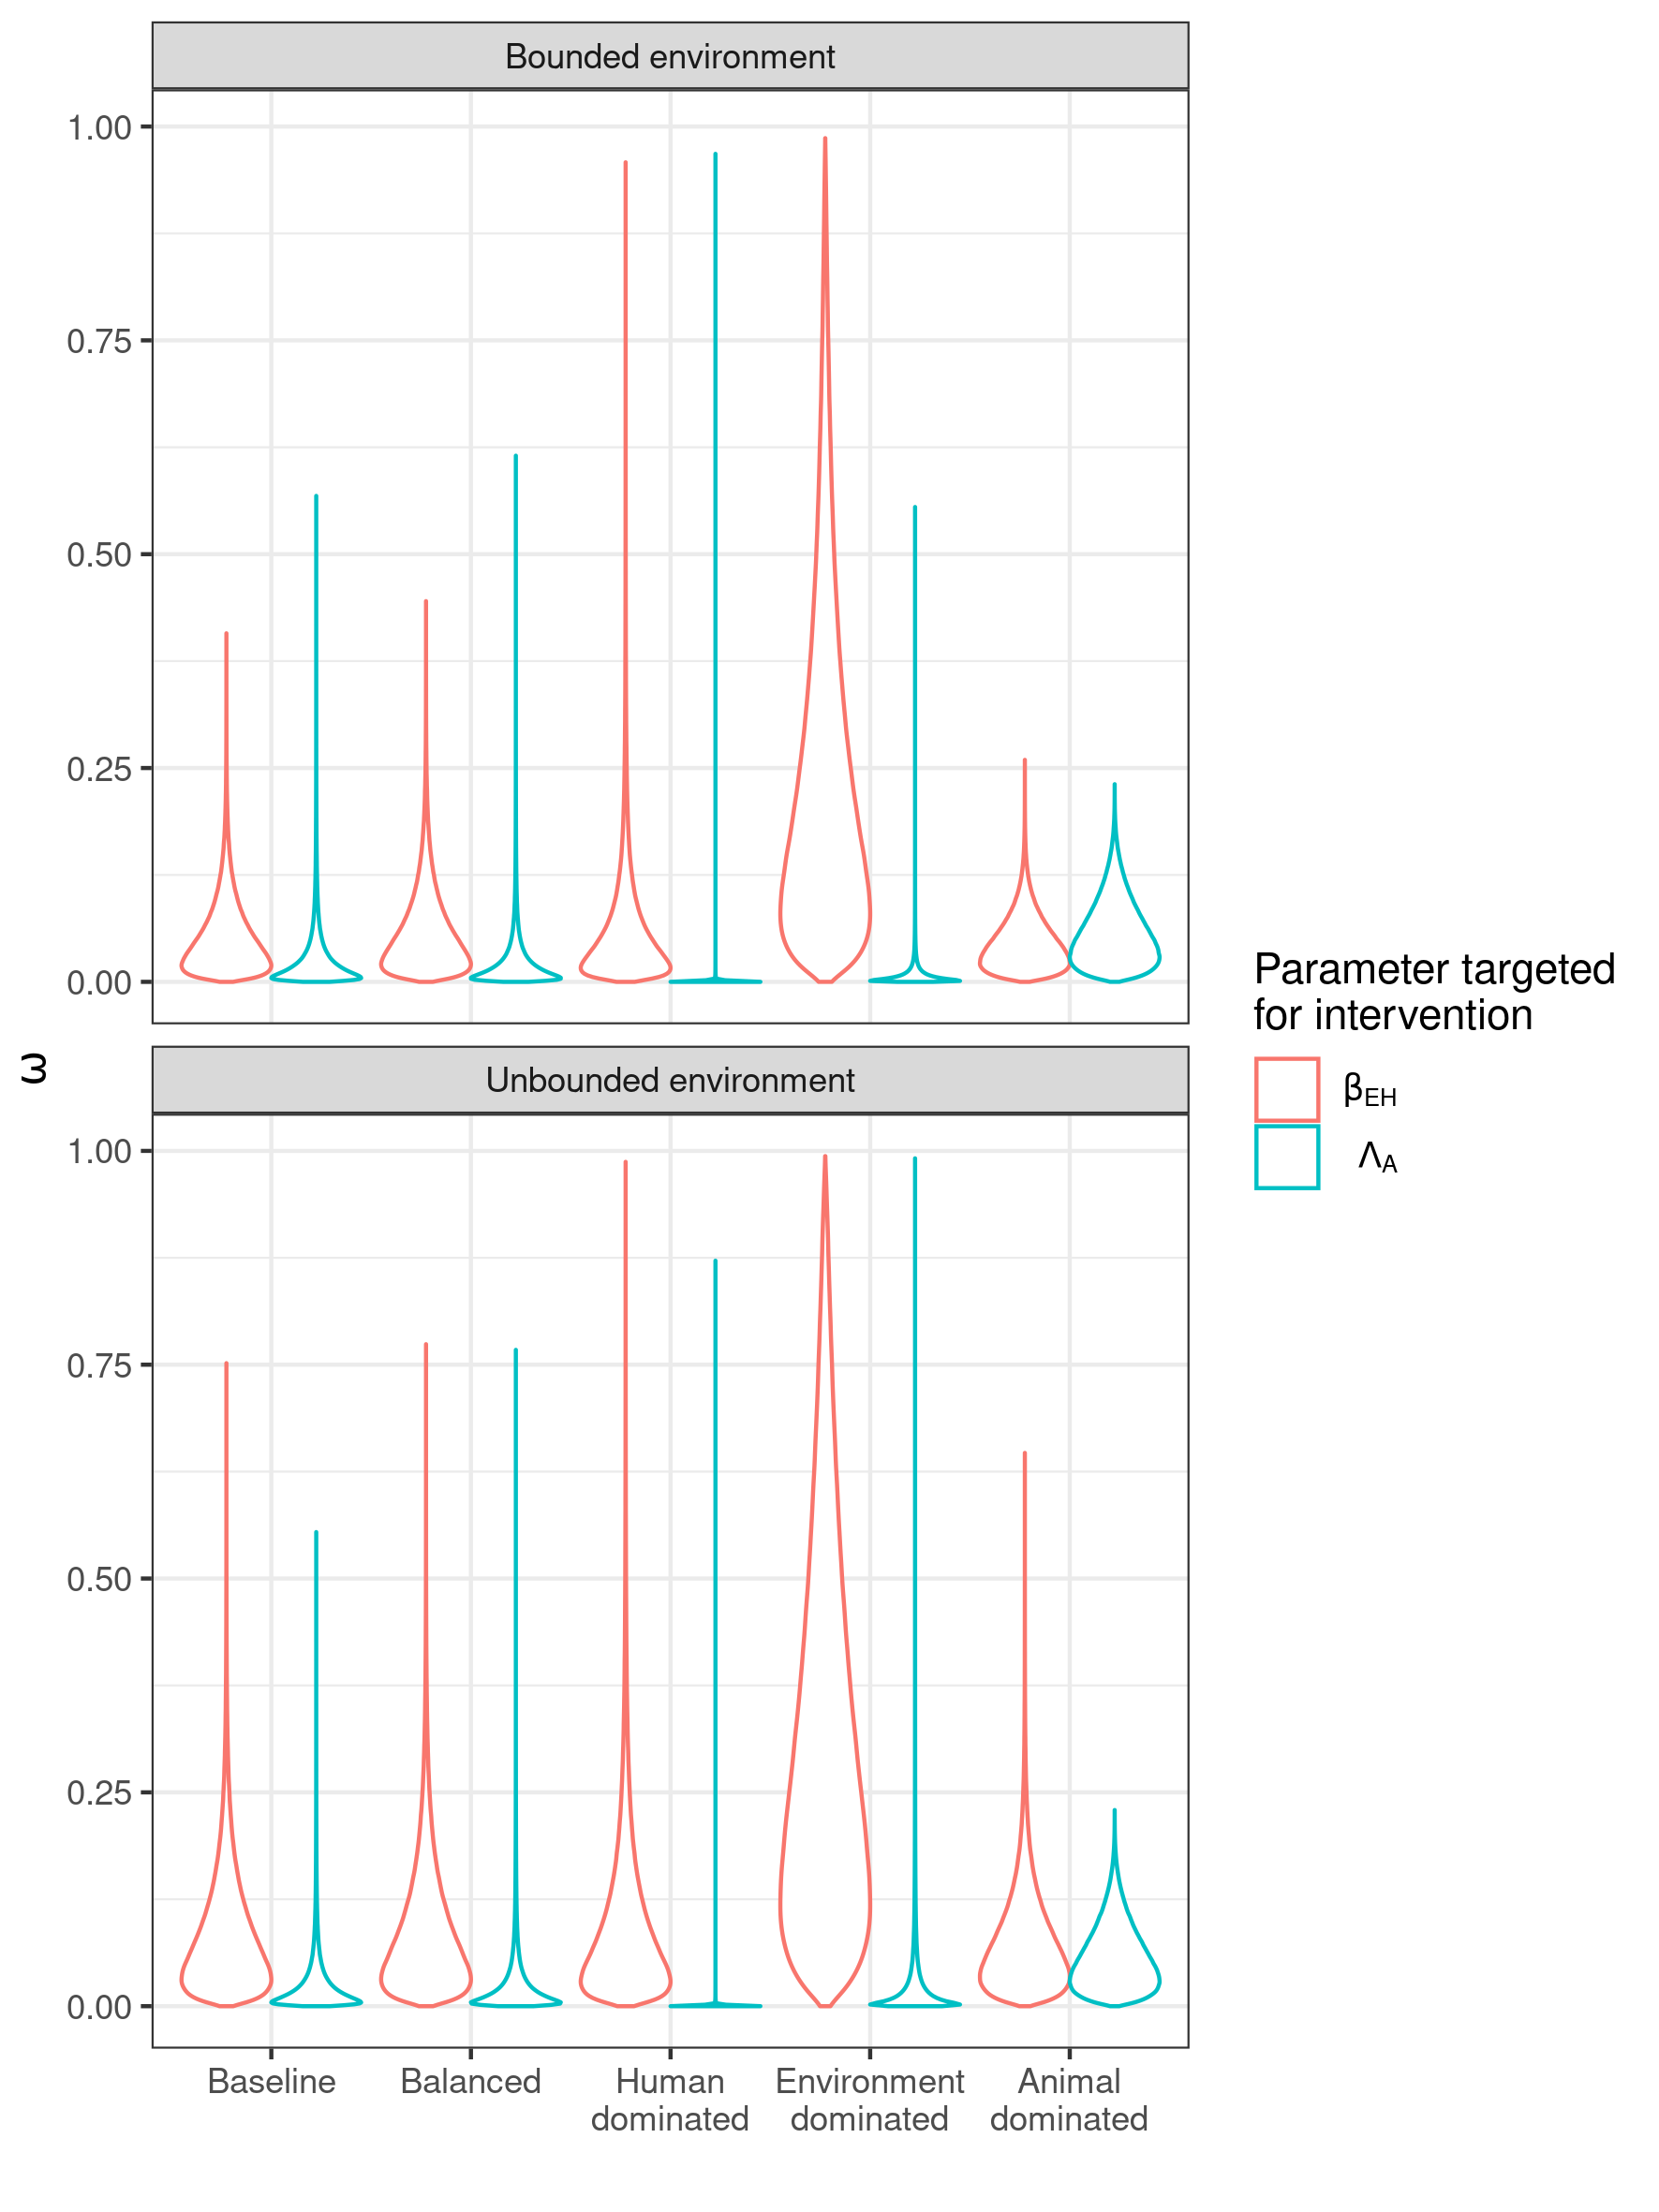 Bounded environment
1.00
0.75
0.50
0.25
0.00
ω
Unbounded environment
1.00
0.75
0.50
0.25
0.00
Baseline Balanced Human dominated Environment dominated Animal dominated
Parameter targeted
for intervention
βEH
ΛA